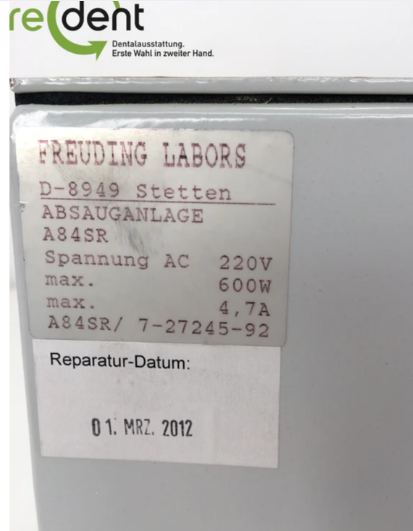 redent
Dentalausstattung.
Erste Wahl in zweiter Hand.
FREUDING LABORS
D-8949 Stetten
ABSAUGANLAGE
A84SR
Spannung AC 220V
max. 600W
max. 4,7A
A84SR/ 7-27245-92
Reparatur-Datum:
01. MRZ. 2012